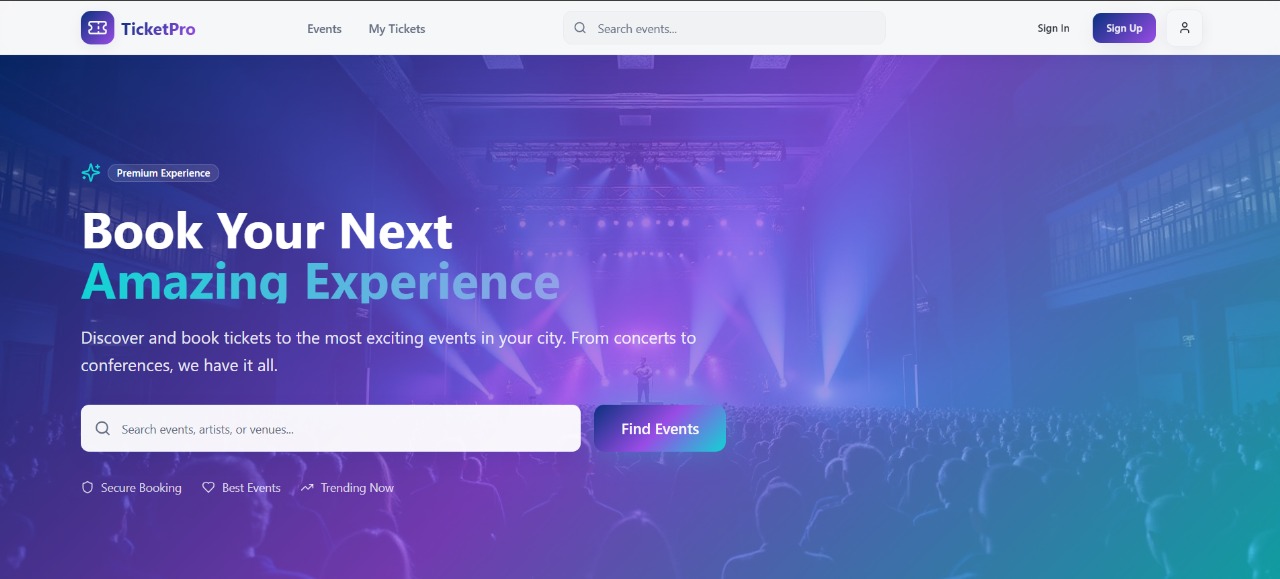 TicketPro
Events
My Tickets
Search events...
Sign In
Sign Up
Premium Experience
Book Your Next
Amazing Experience
Discover and book tickets to the most exciting events in your city. From concerts to
conferences, we have it all.
Search events, artists, or venues...
Find Events
Secure Booking
Best Events
Trending Now